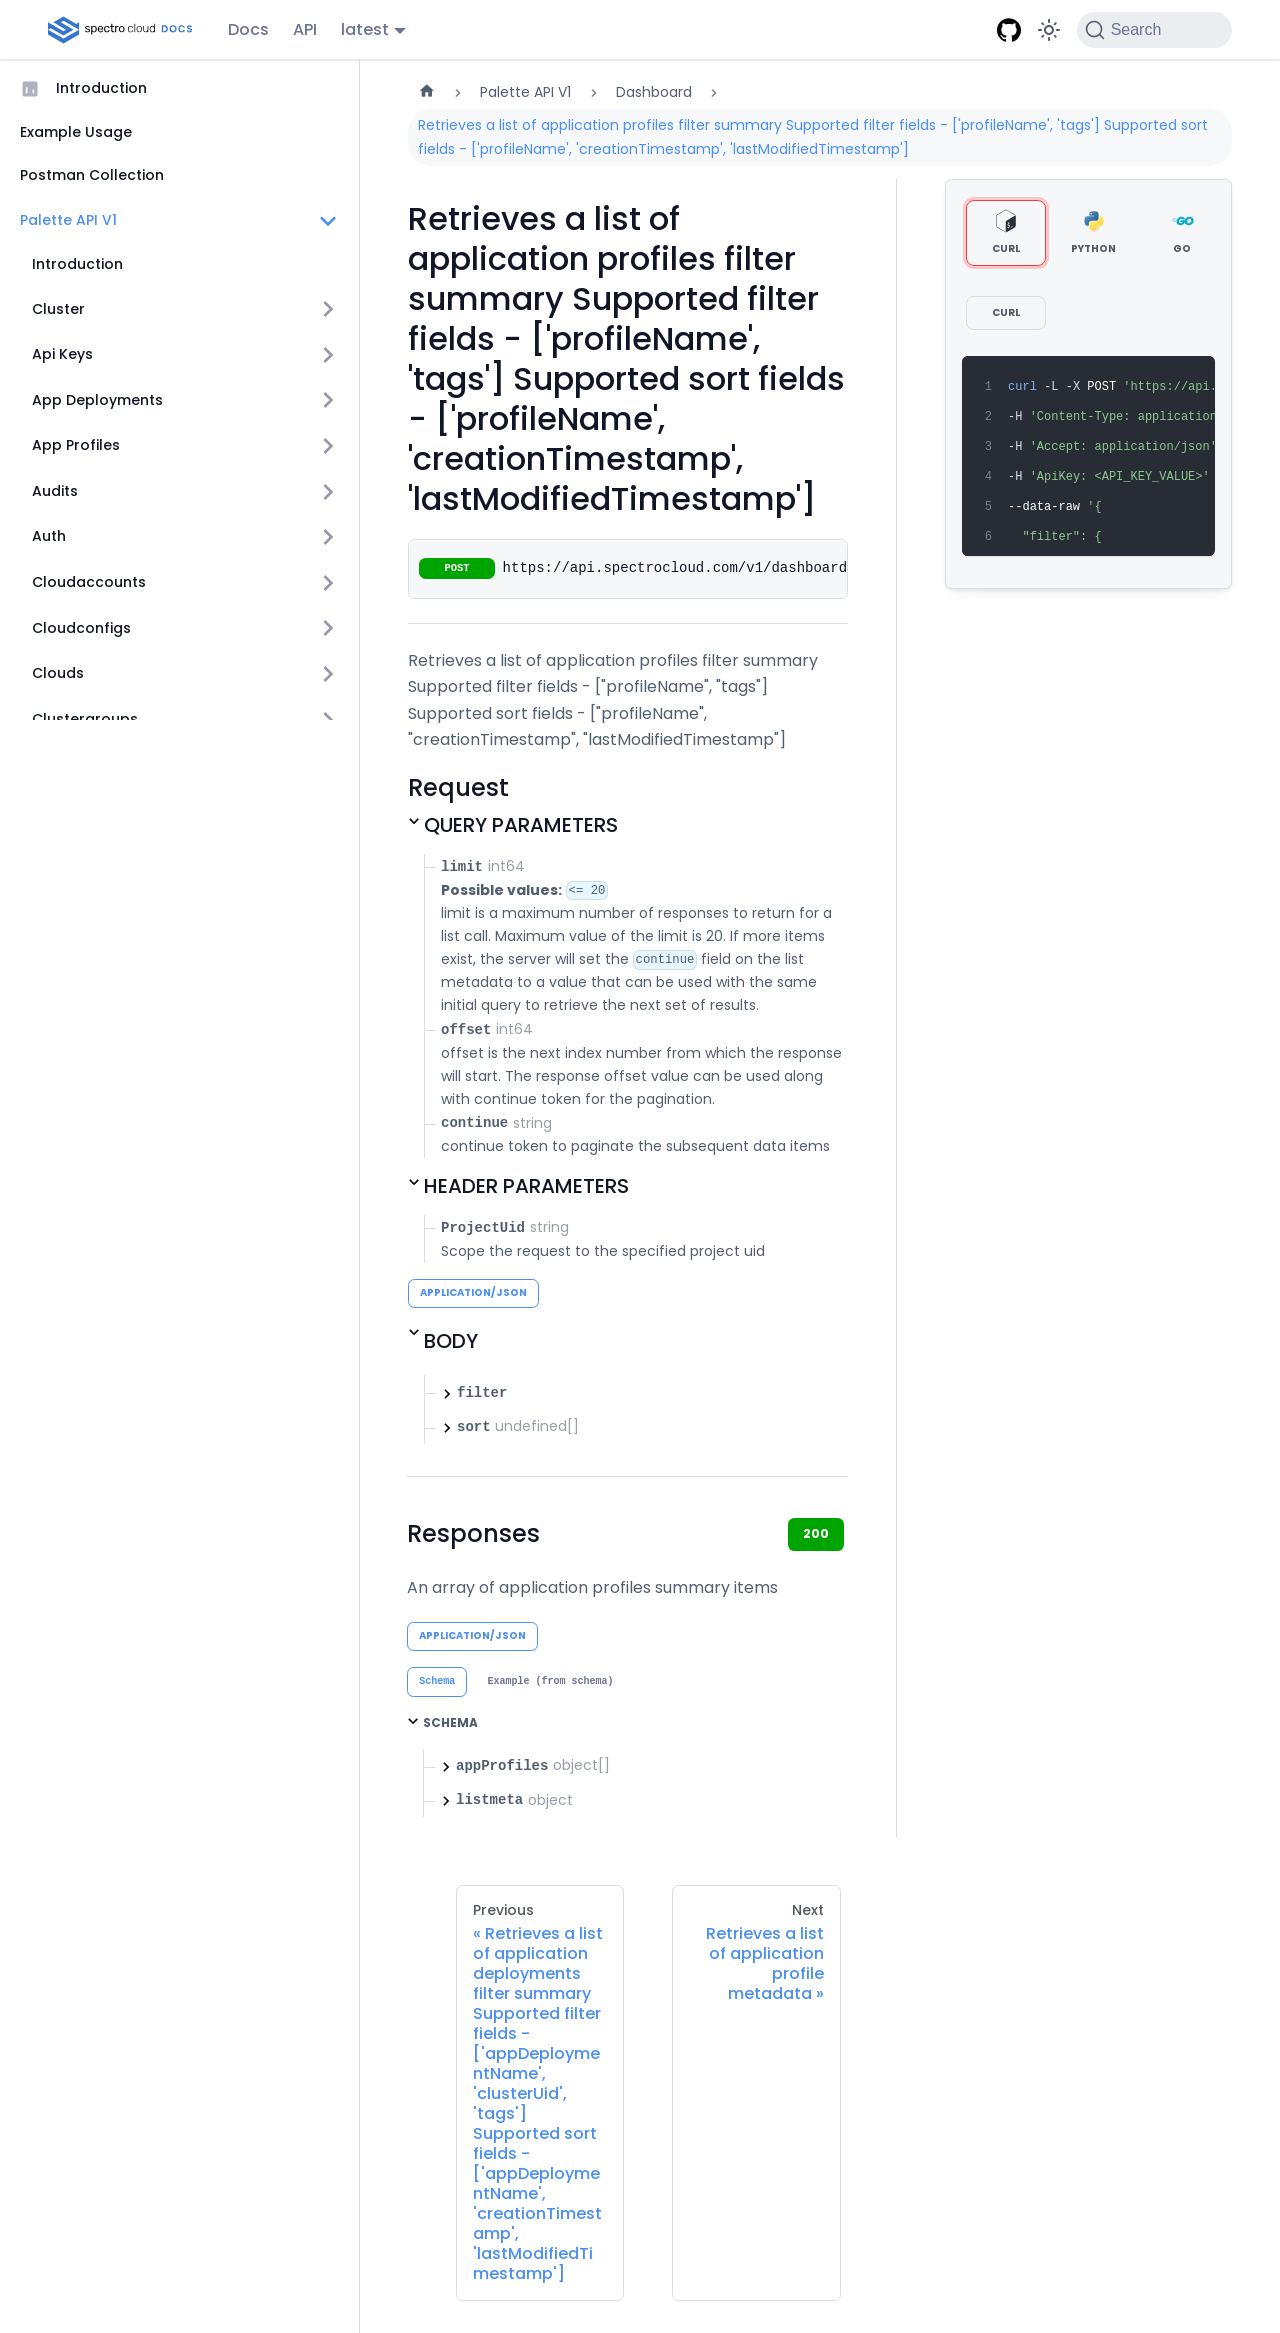 spectro cloud DOCS
Docs
API
latest
Search
Introduction
Example Usage
Postman Collection
Palette API V1
Introduction
Cluster
Api Keys
App Deployments
App Profiles
Audits
Auth
Cloudaccounts
Cloudconfigs
Clouds
Clustergroups
Palette API V1
Dashboard
Retrieves a list of application profiles filter summary Supported filter fields - ['profileName', 'tags'] Supported sort
fields - ['profileName', 'creationTimestamp', 'lastModifiedTimestamp']
Retrieves a list of
application profiles filter
summary Supported filter
fields - ['profileName',
'tags'] Supported sort fields
- ['profileName',
'creationTimestamp',
'lastModifiedTimestamp']
POST https://api.spectrocloud.com/v1/dashboard
Retrieves a list of application profiles filter summary
Supported filter fields - ["profileName", "tags"]
Supported sort fields - ["profileName",
"creationTimestamp", "lastModifiedTimestamp"]
Request
QUERY PARAMETERS
limit int64
Possible values: <= 20
limit is a maximum number of responses to return for a
list call. Maximum value of the limit is 20. If more items
exist, the server will set the continue field on the list
metadata to a value that can be used with the same
initial query to retrieve the next set of results.
offset int64
offset is the next index number from which the response
will start. The response offset value can be used along
with continue token for the pagination.
continue string
continue token to paginate the subsequent data items
HEADER PARAMETERS
ProjectUid string
Scope the request to the specified project uid
APPLICATION/JSON
BODY
filter
sort undefined[]
Responses
200
An array of application profiles summary items
APPLICATION/JSON
Schema
Example (from schema)
SCHEMA
appProfiles object[]
listmeta object
CURL
PYTHON
GO
CURL
1 curl -L -X POST 'https://api.
2 -H 'Content-Type: application
3 -H 'Accept: application/json'
4 -H 'ApiKey: <API_KEY_VALUE>'
5 --data-raw '{
6 "filter": {
Previous
« Retrieves a list
of application
deployments
filter summary
Supported filter
fields -
['appDeployme
ntName',
'clusterUid',
'tags']
Supported sort
fields -
['appDeployme
ntName',
'creationTimest
amp',
'lastModifiedTi
mestamp']
Next
Retrieves a list
of application
profile
metadata »